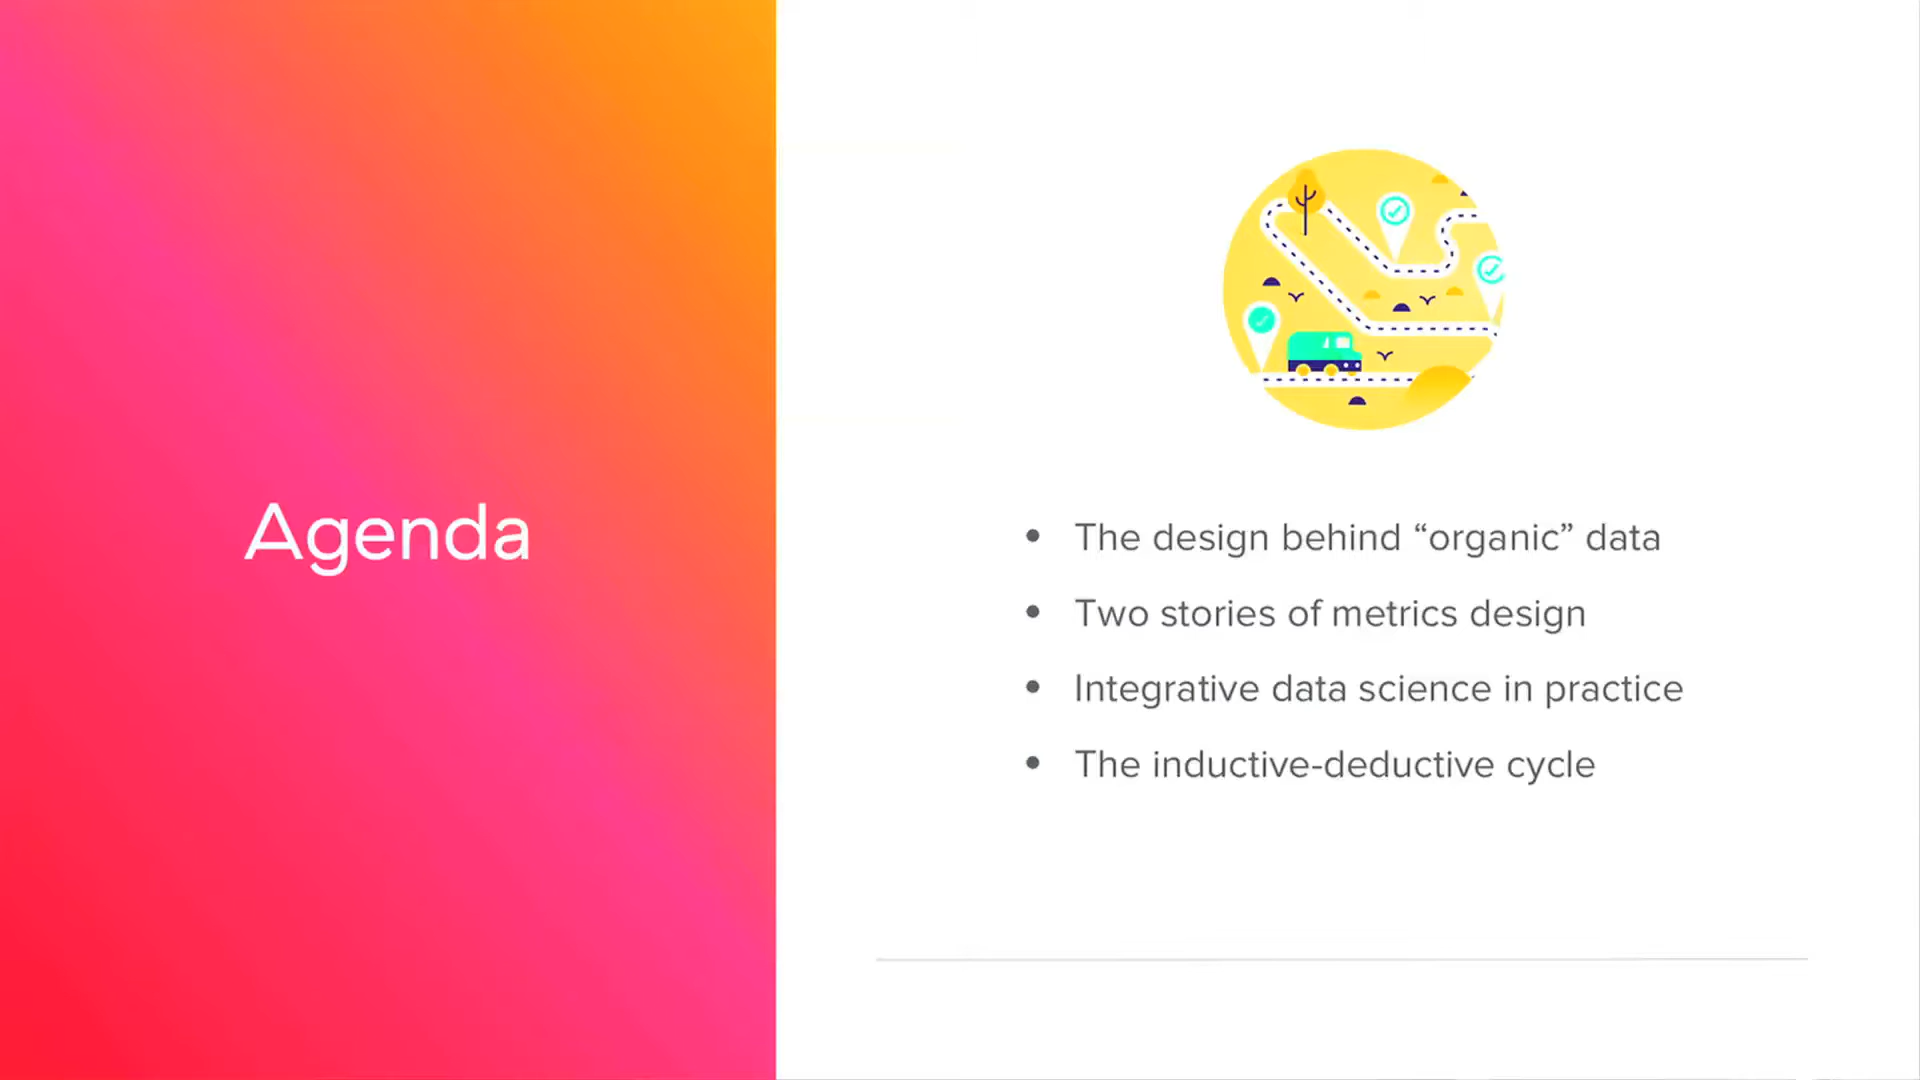 Agenda
• The design behind “organic” data
• Two stories of metrics design
• Integrative data science in practice
• The inductive-deductive cycle